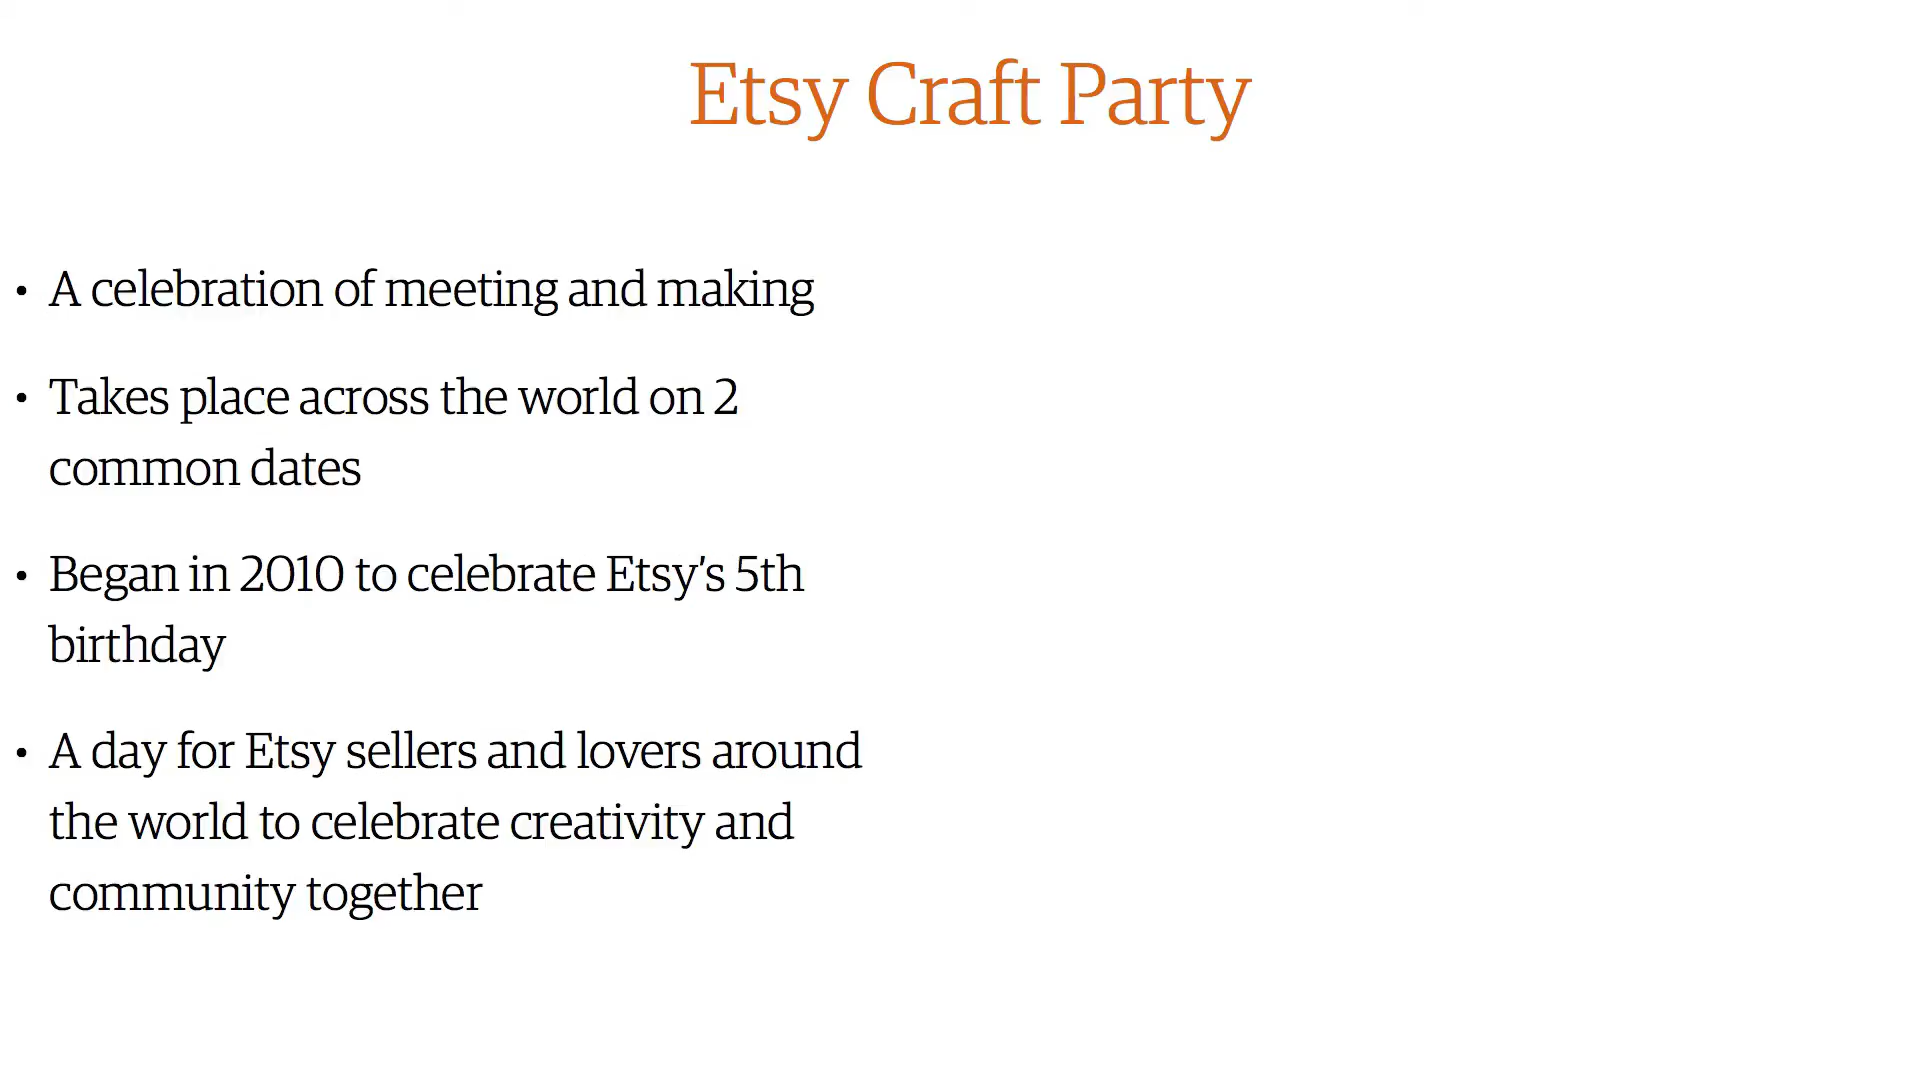 Etsy Craft Party
• A celebration of meeting and making
• Takes place across the world on 2
common dates
• Began in 2010 to celebrate Etsy’s 5th
birthday
• A day for Etsy sellers and lovers around
the world to celebrate creativity and
community together